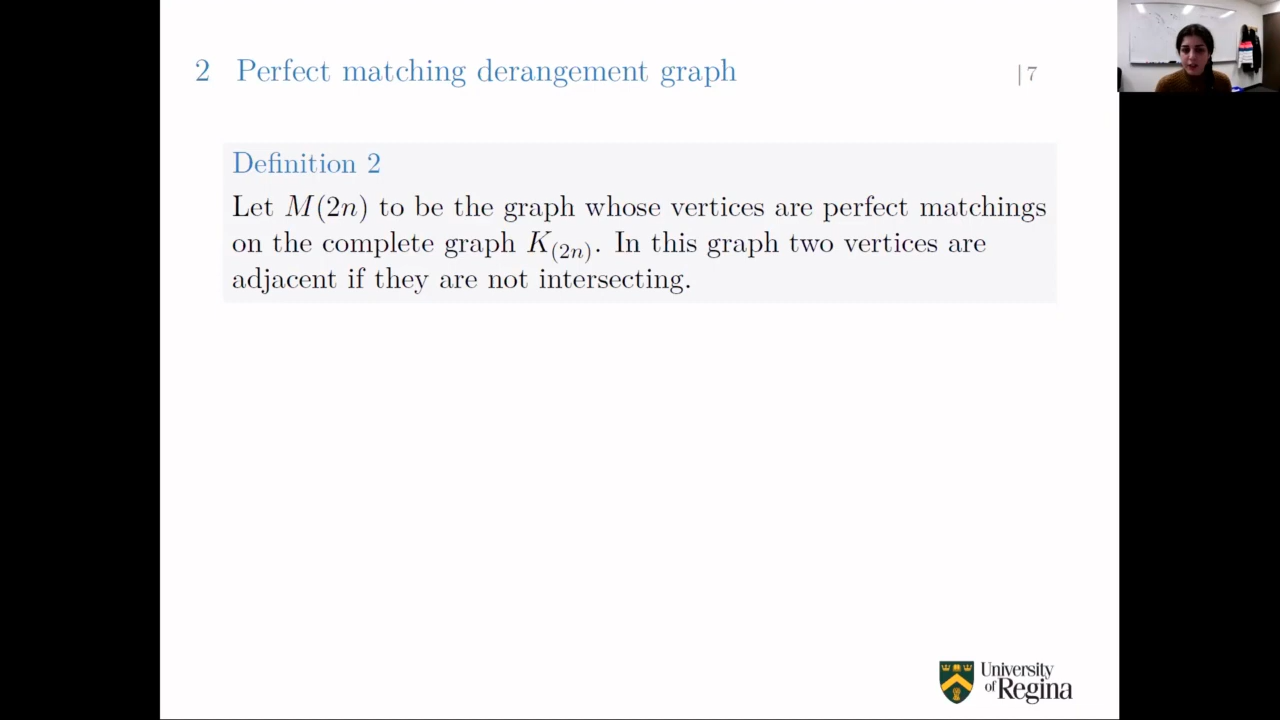 2 Perfect matching derangement graph
| 7
Definition 2
Let M(2n) to be the graph whose vertices are perfect matchings
on the complete graph K(2n). In this graph two vertices are
adjacent if they are not intersecting.
University
of Regina